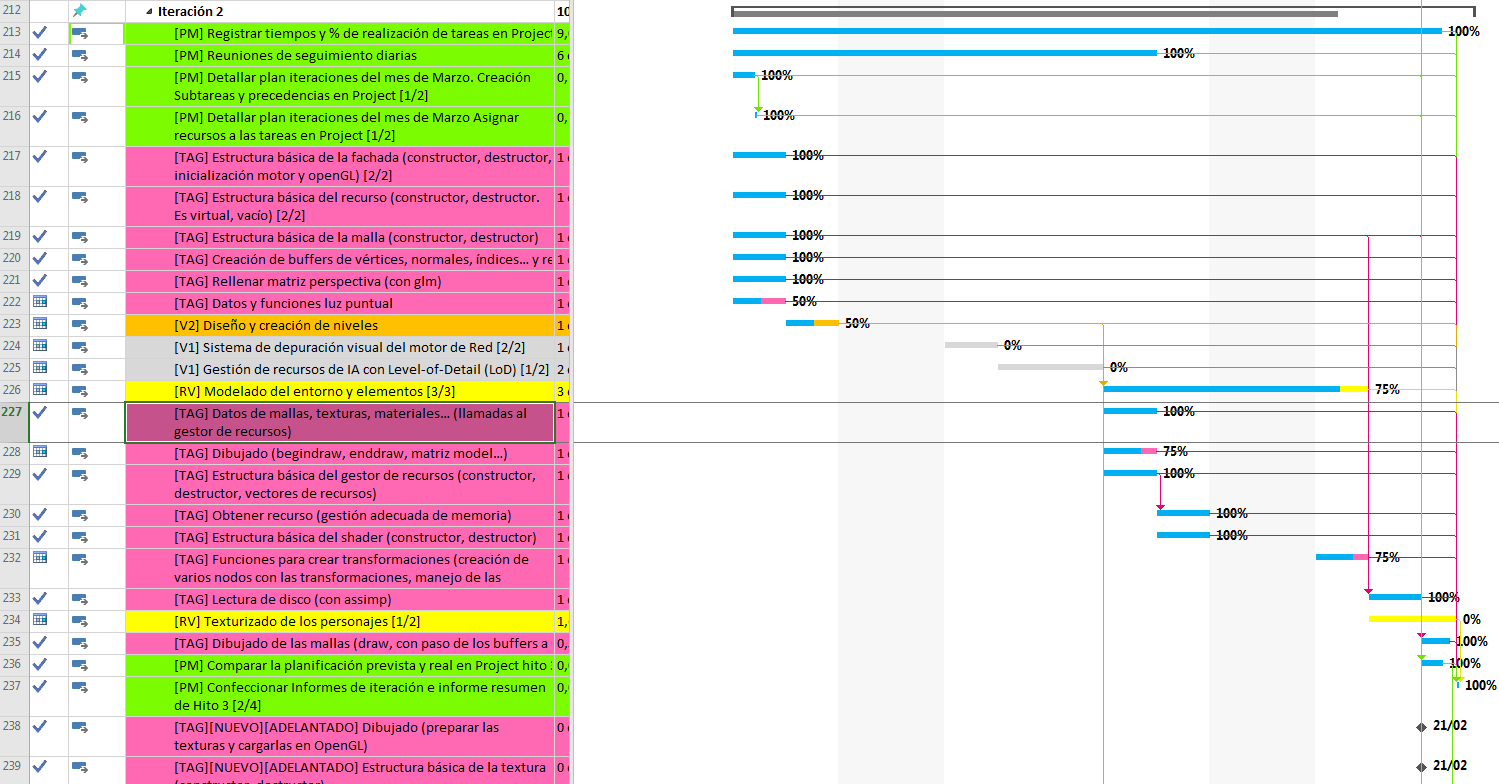 212 Iteración 2 10
213 [PM] Registrar tiempos y % de realización de tareas en Project 9, 100%
214 [PM] Reuniones de seguimiento diarias 6 100%
215 [PM] Detallar plan iteraciones del mes de Marzo. Creación 0, 100%
Subtareas y precedencias en Project [1/2]
216 [PM] Detallar plan iteraciones del mes de Marzo Asignar 0, 100%
recursos a las tareas en Project [1/2]
217 [TAG] Estructura básica de la fachada (constructor, destructor, 1 100%
inicialización motor y openGL) [2/2]
218 [TAG] Estructura básica del recurso (constructor, destructor. 1 100%
Es virtual, vacío) [2/2]
219 [TAG] Estructura básica de la malla (constructor, destructor) 1 100%
220 [TAG] Creación de buffers de vértices, normales, índices... y re 1 100%
221 [TAG] Rellenar matriz perspectiva (con glm) 1 100%
222 [TAG] Datos y funciones luz puntual 1 50%
223 [V2] Diseño y creación de niveles 1 50%
224 [V1] Sistema de depuración visual del motor de Red [2/2] 1 0%
225 [V1] Gestión de recursos de IA con Level-of-Detail (LoD) [1/2] 2 0%
226 [RV] Modelado del entorno y elementos [3/3] 3 75%
227 [TAG] Datos de mallas, texturas, materiales... (llamadas al 1 100%
gestor de recursos)
228 [TAG] Dibujado (begindraw, enddraw, matriz model...) 1 75%
229 [TAG] Estructura básica del gestor de recursos (constructor, 1 100%
destructor, vectores de recursos)
230 [TAG] Obtener recurso (gestión adecuada de memoria) 1 100%
231 [TAG] Estructura básica del shader (constructor, destructor) 1 100%
232 [TAG] Funciones para crear transformaciones (creación de 1 75%
varios nodos con las transformaciones, manejo de las
233 [TAG] Lectura de disco (con assimp) 1 100%
234 [RV] Texturizado de los personajes [1/2] 1, 0%
235 [TAG] Dibujado de las mallas (draw, con paso de los buffers a 0, 100%
236 [PM] Comparar la planificación prevista y real en Project hito 0, 100%
237 [PM] Confeccionar Informes de iteración e informe resumen 0, 100%
de Hito 3 [2/4]
238 [TAG][NUEVO][ADELANTADO] Dibujado (preparar las 0 21/02
texturas y cargarlas en OpenGL)
239 [TAG][NUEVO][ADELANTADO] Estructura básica de la textura 0 21/02